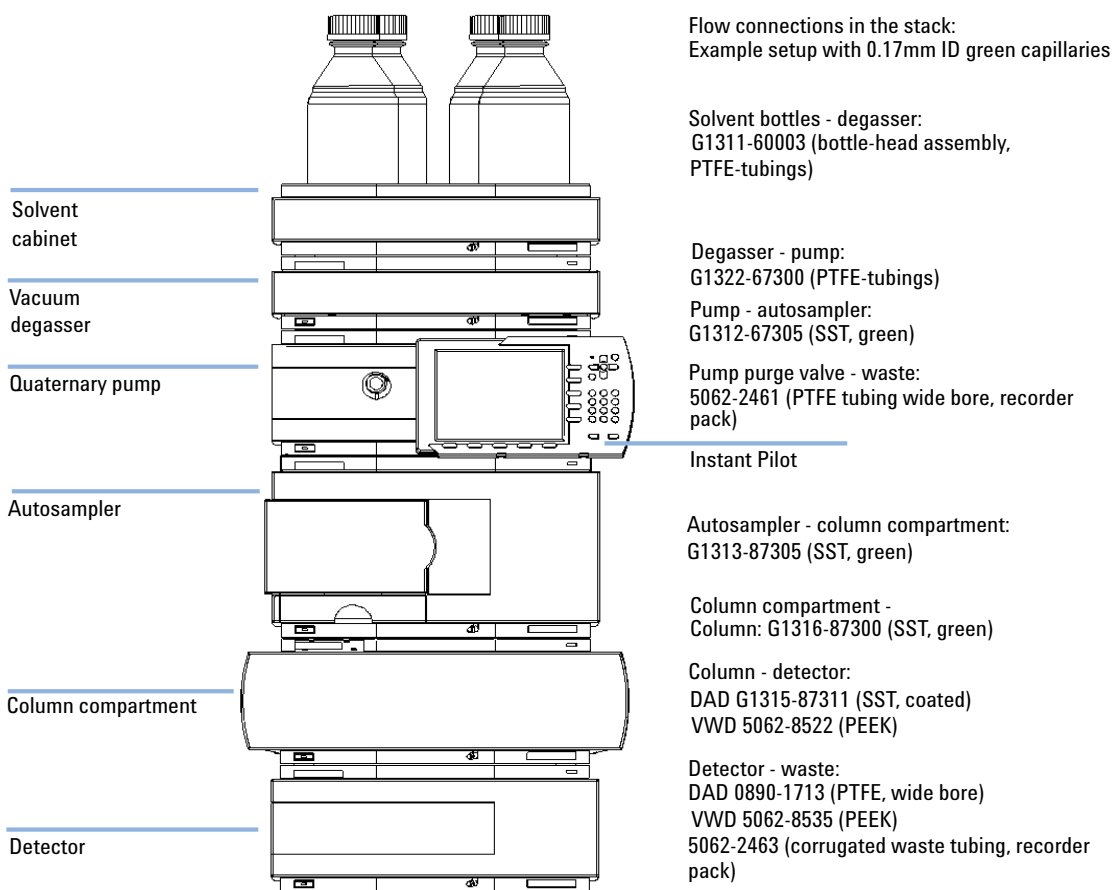 Flow connections in the stack:
Example setup with 0.17mm ID green capillaries
Solvent bottles - degasser:
G1311-60003 (bottle-head assembly,
PTFE-tubings)
Solvent
cabinet
Degasser - pump:
G1322-67300 (PTFE-tubings)
Vacuum
degasser
Pump - autosampler:
G1312-67305 (SST, green)
Quaternary pump
Pump purge valve - waste:
5062-2461 (PTFE tubing wide bore, recorder
pack)
Instant Pilot
Autosampler
Autosampler - column compartment:
G1313-87305 (SST, green)
Column compartment -
Column: G1316-87300 (SST, green)
Column compartment
Column - detector:
DAD G1315-87311 (SST, coated)
VWD 5062-8522 (PEEK)
Detector - waste:
DAD 0890-1713 (PTFE, wide bore)
VWD 5062-8535 (PEEK)
5062-2463 (corrugated waste tubing, recorder
pack)
Detector